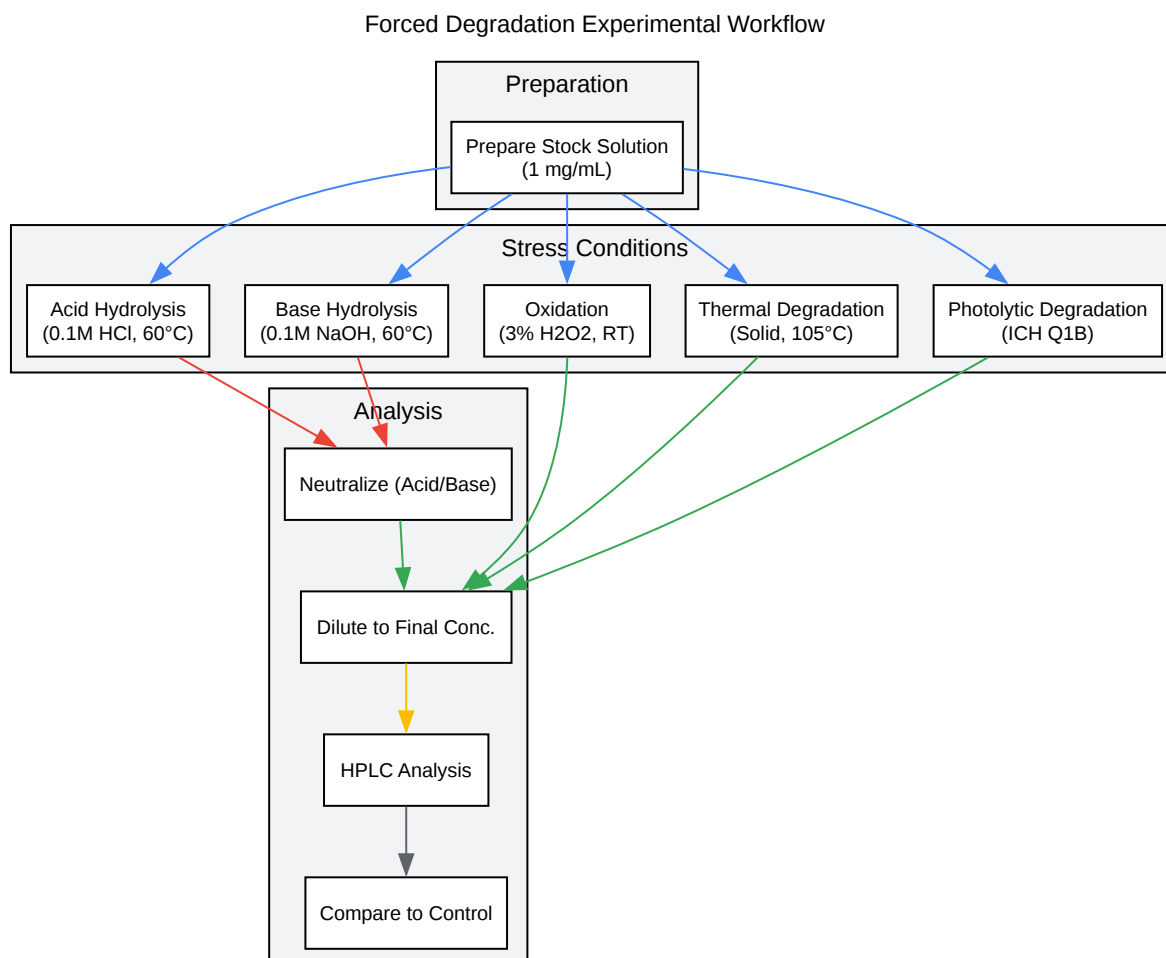 Forced Degradation Experimental Workflow
Preparation
Prepare Stock Solution
(1 mg/mL)
Stress Conditions
Acid Hydrolysis
(0.1M HCl, 60°C)
Base Hydrolysis
(0.1M NaOH, 60°C)
Oxidation
(3% H2O2, RT)
Thermal Degradation
(Solid, 105°C)
Photolytic Degradation
(ICH Q1B)
Analysis
Neutralize (Acid/Base)
Dilute to Final Conc.
HPLC Analysis
Compare to Control